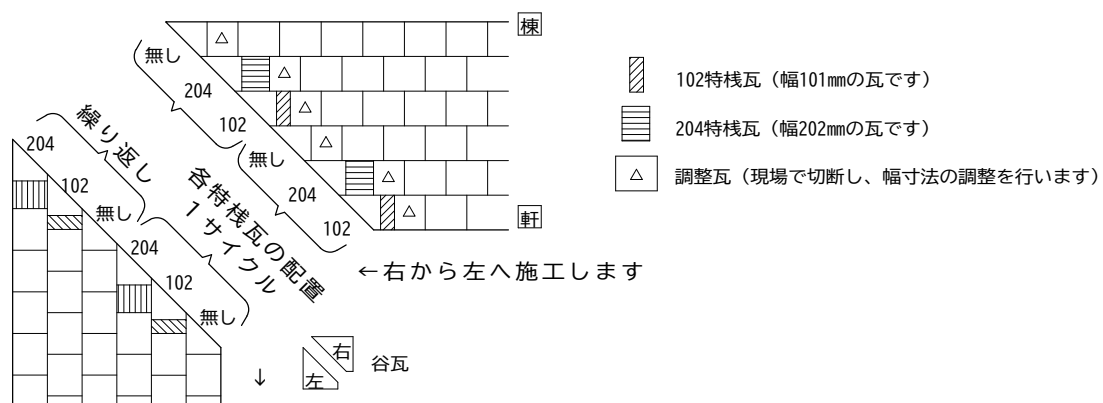 棟
△
無し
△
204
△
102
△
無し
△
204
△
102
軒
102特桟瓦（幅101㎜の瓦です）
204特桟瓦（幅202㎜の瓦です）
△ 調整瓦（現場で切断し、幅寸法の調整を行います）
繰り返し
各特桟瓦の配置
1サイクル
204
102
無し
204
102
無し
←右から左へ施工します
↓
右
左
谷瓦